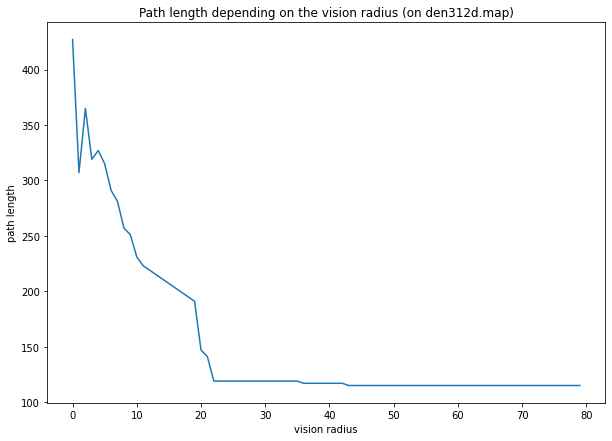 Path length depending on the vision radius (on den312d.map)
400
350
300
250
200
150
100
path length
0 10 20 30 40 50 60 70 80
vision radius